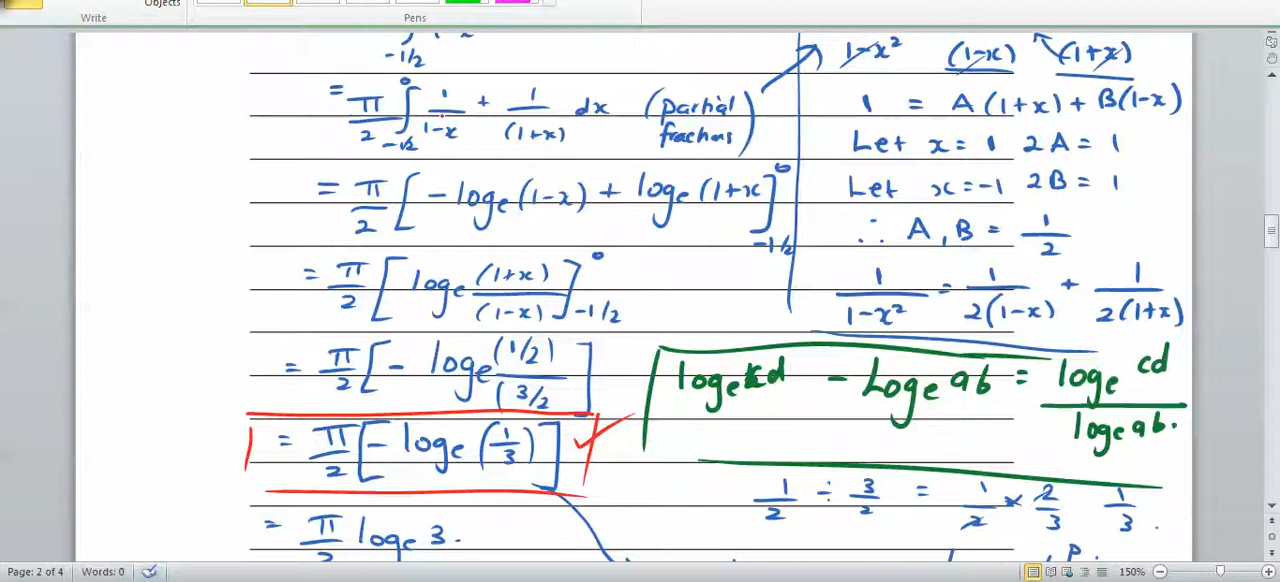 Objects
Write
Pens
-1/2
= π/2 ∫_{-1/2}^{0} 1/(1-x) + 1/(1+x) dx (partial fractions)
= π/2 [ - loge (1-x) + loge (1+x ]_{-1/2}^{0}
= π/2 [ loge (1+x)/(1-x) ]_{-1/2}^{0}
= π/2 [ - loge (1/2)/(3/2 ]
= π/2 [ - loge (1/3) ] ✓
= π/2 loge 3.
1-x² (1-x) (1+x)
1 = A(1+x) + B(1-x)
Let x = 1 2A = 1
Let x = -1 2B = 1
∴ A, B = 1/2
1/(1-x²) = 1/(2(1-x)) + 1/(2(1+x))
loge cd - Loge ab = loge cd / loge ab.
1/2 ÷ 3/2 = 1/2 × 2/3 1/3.
P.
Page: 2 of 4
Words: 0
150%